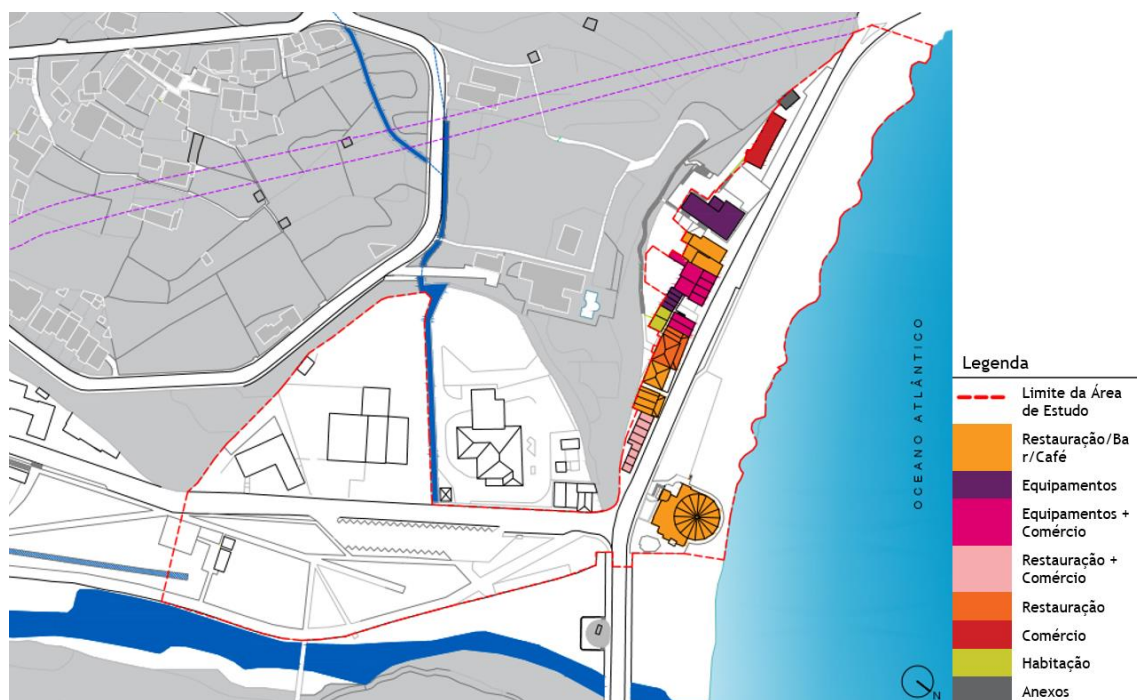 OCEANO ATLÂNTICO
N
Legenda
Limite da Área
de Estudo
Restauração/Ba
r/Café
Equipamentos
Equipamentos +
Comércio
Restauração +
Comércio
Restauração
Comércio
Habitação
Anexos